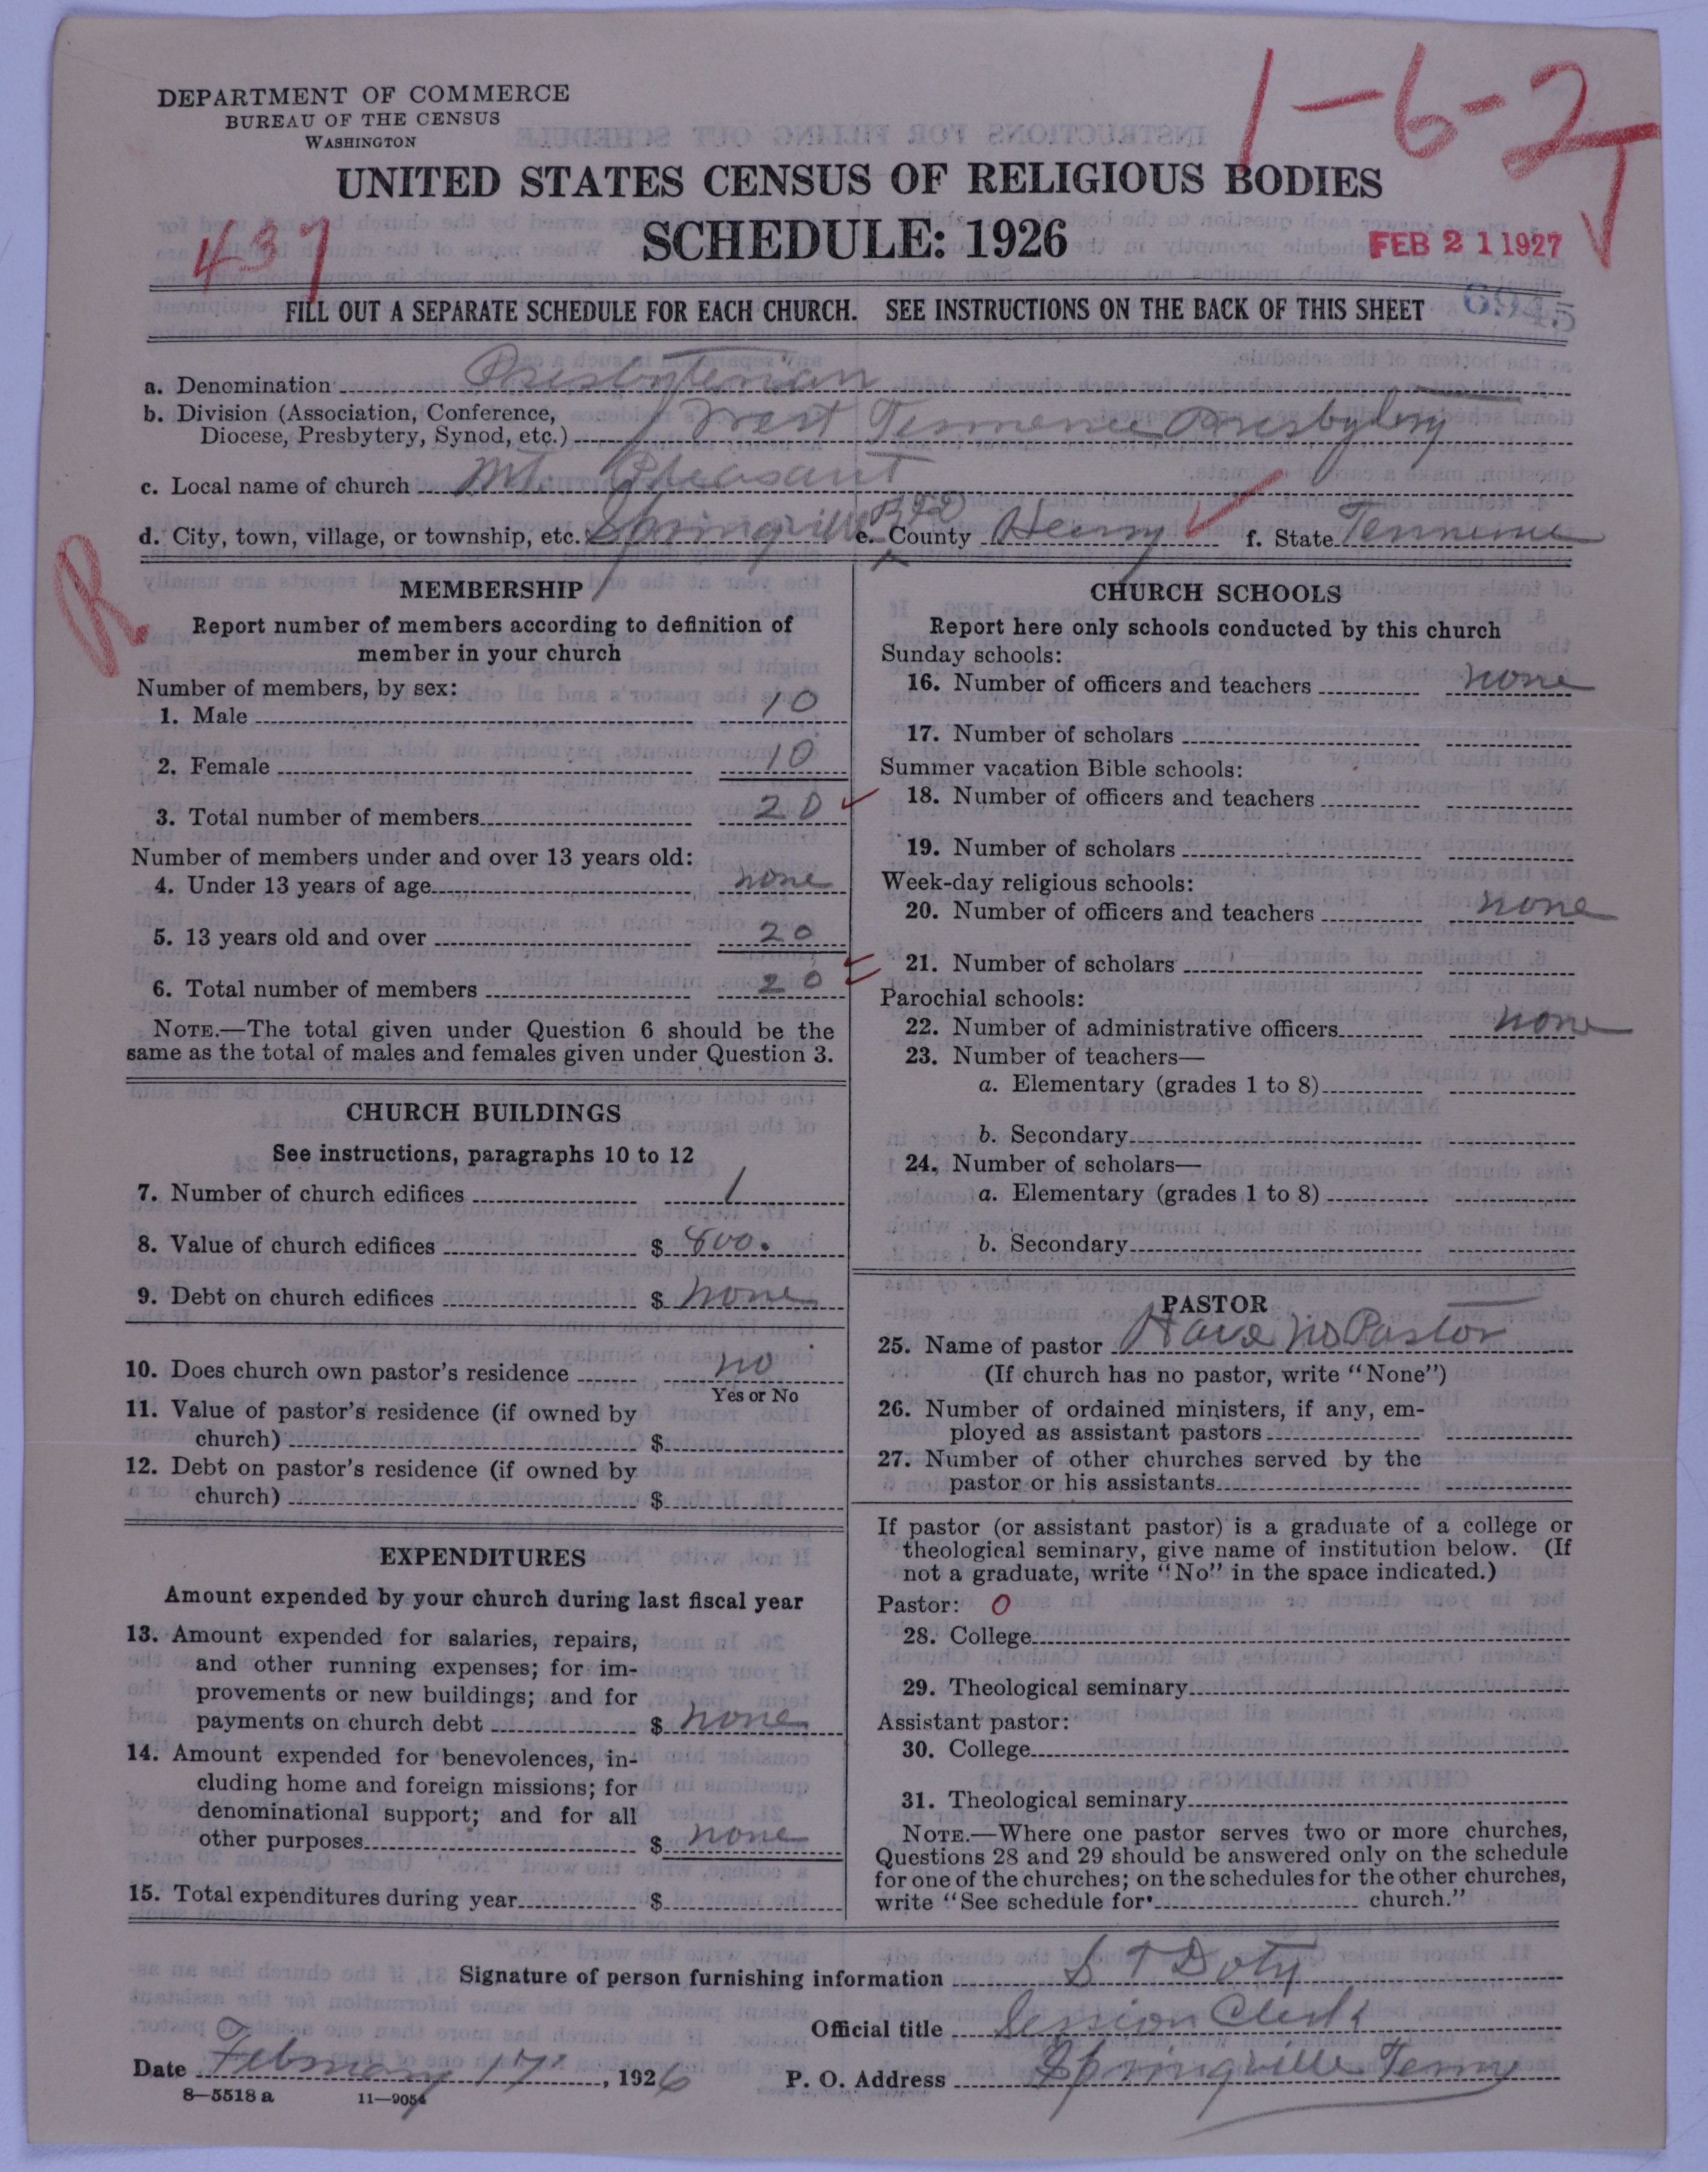 1-6-2
DEPARTMENT OF COMMERCE
BUREAU OF THE CENSUS
WASHINGTON
UNITED STATES CENSUS OF RELIGIOUS BODIES
437
SCHEDULE: 1926
FEB 21 1927
FILL OUT A SEPARATE SCHEDULE FOR EACH CHURCH. SEE INSTRUCTIONS ON THE BACK OF THIS SHEET
6945
a. Denomination Presbyterian
b. Division (Association, Conference,
Diocese, Presbytery, Synod, etc.) West Tennessee Presbytery
c. Local name of church Mt. Pleasant
d. City, town, village, or township, etc. Springville RFD e. County Henry f. State Tennessee
R
MEMBERSHIP
Report number of members according to definition of
member in your church
Number of members, by sex:
1. Male 10
2. Female 10
3. Total number of members 20
Number of members under and over 13 years old:
4. Under 13 years of age none
5. 13 years old and over 20
6. Total number of members 20
NOTE.—The total given under Question 6 should be the
same as the total of males and females given under Question 3.
CHURCH BUILDINGS
See instructions, paragraphs 10 to 12
7. Number of church edifices 1
8. Value of church edifices $ 800.
9. Debt on church edifices $ none
10. Does church own pastor's residence no
Yes or No
11. Value of pastor's residence (if owned by
church) $
12. Debt on pastor's residence (if owned by
church) $
EXPENDITURES
Amount expended by your church during last fiscal year
13. Amount expended for salaries, repairs,
and other running expenses; for im-
provements or new buildings; and for
payments on church debt $ none
14. Amount expended for benevolences, in-
cluding home and foreign missions; for
denominational support; and for all
other purposes $ none
15. Total expenditures during year $
CHURCH SCHOOLS
Report here only schools conducted by this church
Sunday schools:
16. Number of officers and teachers none
17. Number of scholars
Summer vacation Bible schools:
18. Number of officers and teachers
19. Number of scholars
Week-day religious schools:
20. Number of officers and teachers none
21. Number of scholars
Parochial schools:
22. Number of administrative officers none
23. Number of teachers—
a. Elementary (grades 1 to 8)
b. Secondary
24. Number of scholars—
a. Elementary (grades 1 to 8)
b. Secondary
PASTOR
25. Name of pastor Have no Pastor
(If church has no pastor, write "None")
26. Number of ordained ministers, if any, em-
ployed as assistant pastors
27. Number of other churches served by the
pastor or his assistants
If pastor (or assistant pastor) is a graduate of a college or
theological seminary, give name of institution below. (If
not a graduate, write "No" in the space indicated.)
Pastor: 0
28. College
29. Theological seminary
Assistant pastor:
30. College
31. Theological seminary
NOTE.—Where one pastor serves two or more churches,
Questions 28 and 29 should be answered only on the schedule
for one of the churches; on the schedules for the other churches,
write "See schedule for church."
Signature of person furnishing information S T Doty
Official title Session Clerk
Date February 17, 1926 P. O. Address Springville Tenn
8—5518 a 11—9054